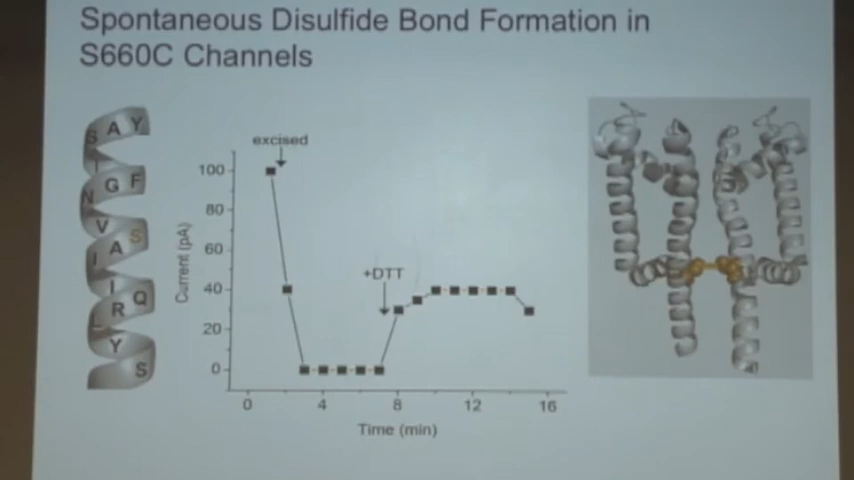 Spontaneous Disulfide Bond Formation in
S660C Channels
S A Y
I
N G F
V S
I A
I Q
L R
Y
S
excised
+DTT
Current (pA)
100
80
60
40
20
0
0 4 8 12 16
Time (min)